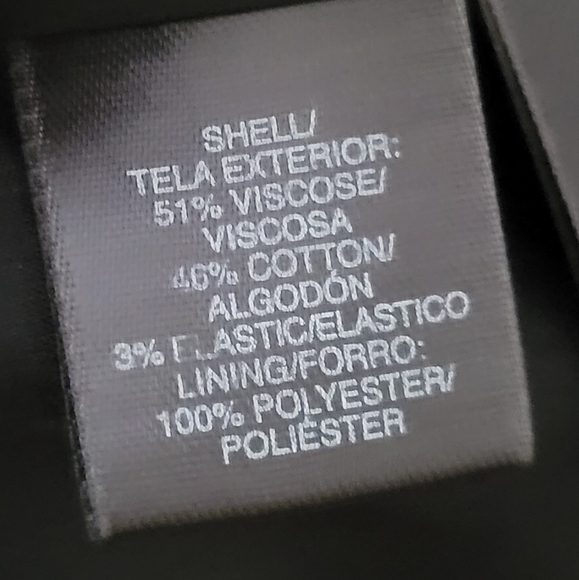 SHELL/
TELA EXTERIOR:
51% VISCOSE/
VISCOSA
46% COTTON/
ALGODÓN
3% ELASTIC/ELASTICO
LINING/FORRO:
100% POLYESTER/
POLIÉSTER